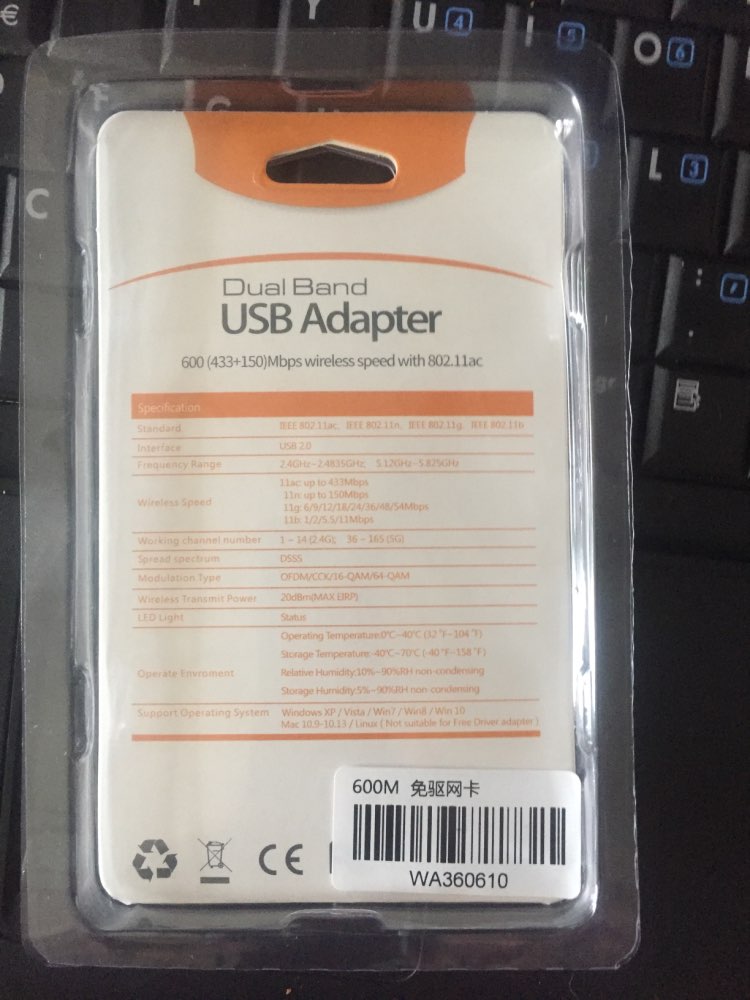 €
Y
U 4
I 5
O 6
F
G
C
L 3
Dual Band
USB Adapter
600 (433+150)Mbps wireless speed with 802.11ac
Specification
Standard IEEE 802.11ac, IEEE 802.11n, IEEE 802.11g, IEEE 802.11b
Interface USB 2.0
Frequency Range 2.4GHz~2.4835GHz; 5.12GHz~5.825GHz
Wireless Speed
11ac: up to 433Mbps
11n: up to 150Mbps
11g: 6/9/12/18/24/36/48/54Mbps
11b: 1/2/5.5/11Mbps
Working channel number 1 ~ 14 (2.4G); 36 ~ 165 (5G)
Spread spectrum DSSS
Modulation Type OFDM/CCK/16-QAM/64-QAM
Wireless Transmit Power 20dBm(MAX EIRP)
LED Light Status
Operate Enviroment
Operating Temperature:0°C~40°C (32 °F~104 °F)
Storage Temperature:-40°C~70°C (-40 °F~158 °F)
Relative Humidity:10%~90%RH non-condensing
Storage Humidity:5%~90%RH non-condensing
Support Operating System Windows XP / Vista / Win7 / Win8 / Win 10
Mac 10.9-10.13 / Linux ( Not suitable for Free Driver adapter )
600M 免驱网卡
CE
WA360610